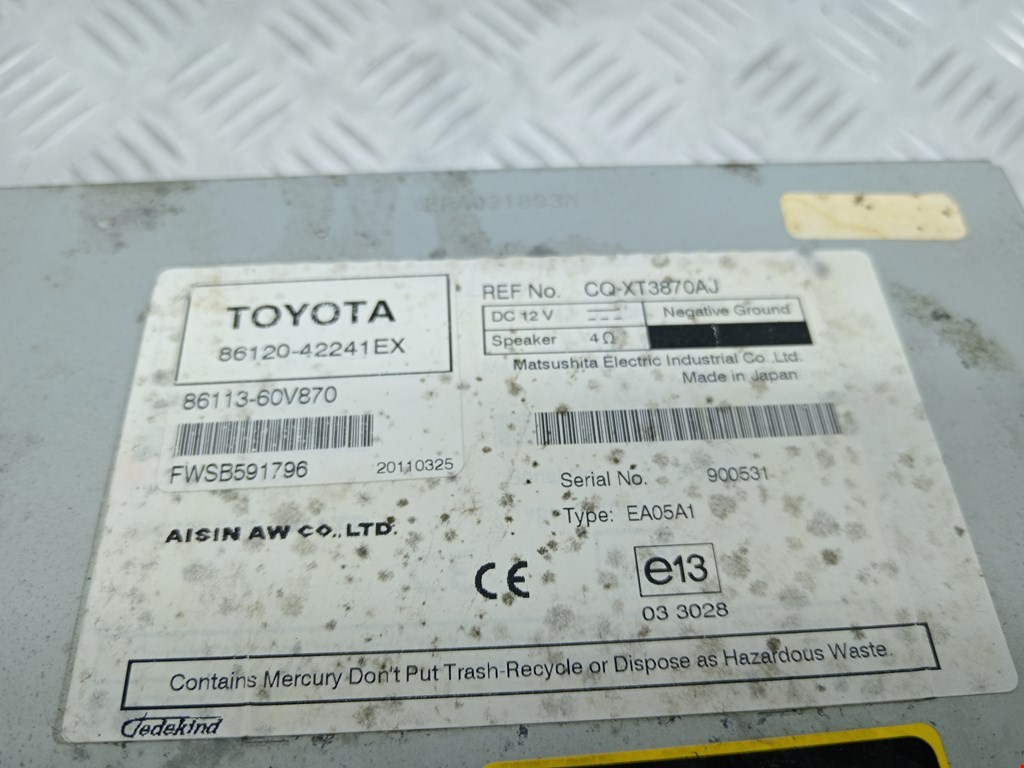 TOYOTA
86120-42241EX
86113-60V870
FWSB591796 20110325
AISIN AW CO.,LTD.
REF No. CQ-XT3870AJ
DC 12 V Negative Ground
Speaker 4Ω
Matsushita Electric Industrial Co.,Ltd.
Made in Japan
Serial No. 900531
Type: EA05A1
CE
e13
03 3028
Contains Mercury Don't Put Trash-Recycle or Dispose as Hazardous Waste.
Gedekind